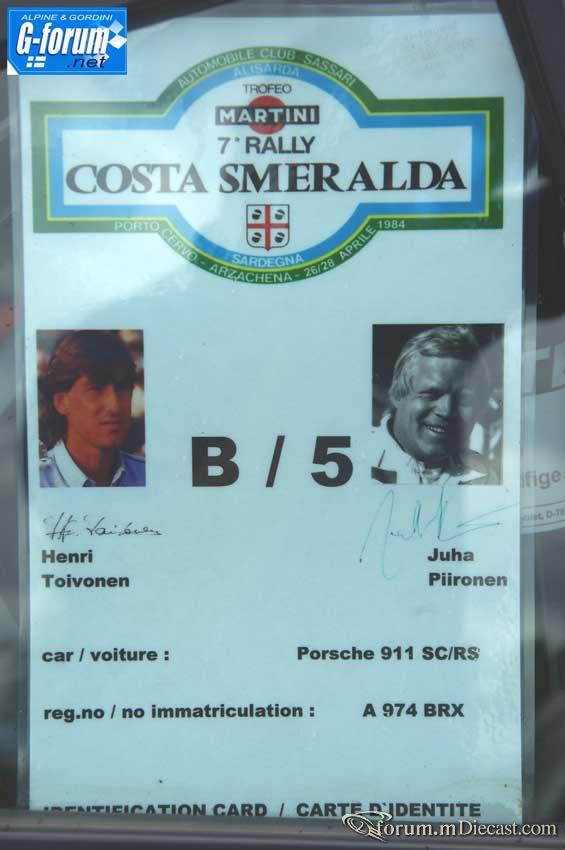 ALPINE & GORDINI
G-forum
.net
AUTOMOBILE CLUB SASSARI
ALISARDA
TROFEO
MARTINI
7° RALLY
COSTA SMERALDA
SARDEGNA
PORTO CERVO - ARZACHENA - 26/28 APRILE 1984
B / 5
Henri
Toivonen
Juha
Piironen
car / voiture : Porsche 911 SC/RS
reg.no / no immatriculation : A 974 BRX
IDENTIFICATION CARD / CARTE D'IDENTITE
forum.mDiecast.com